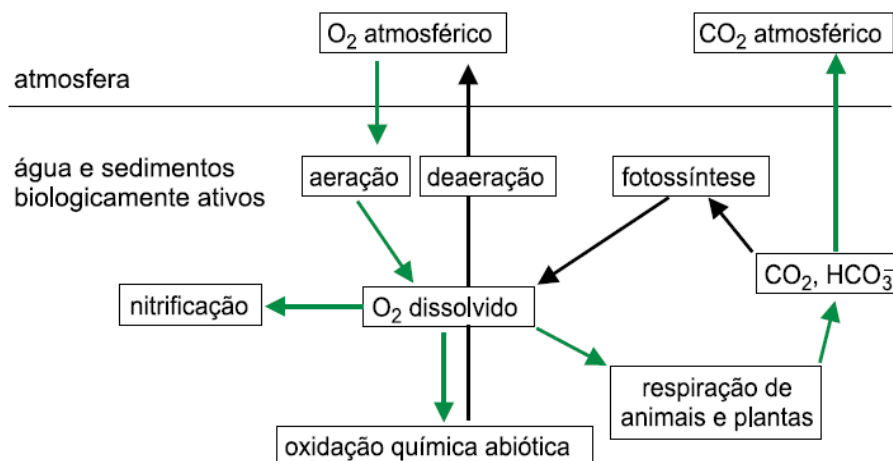 O₂ atmosférico
CO₂ atmosférico
atmosfera
água e sedimentos
biologicamente ativos
aeração
deaeração
fotossíntese
CO₂, HCO₃⁻
nitrificação
O₂ dissolvido
respiração de
animais e plantas
oxidação química abiótica